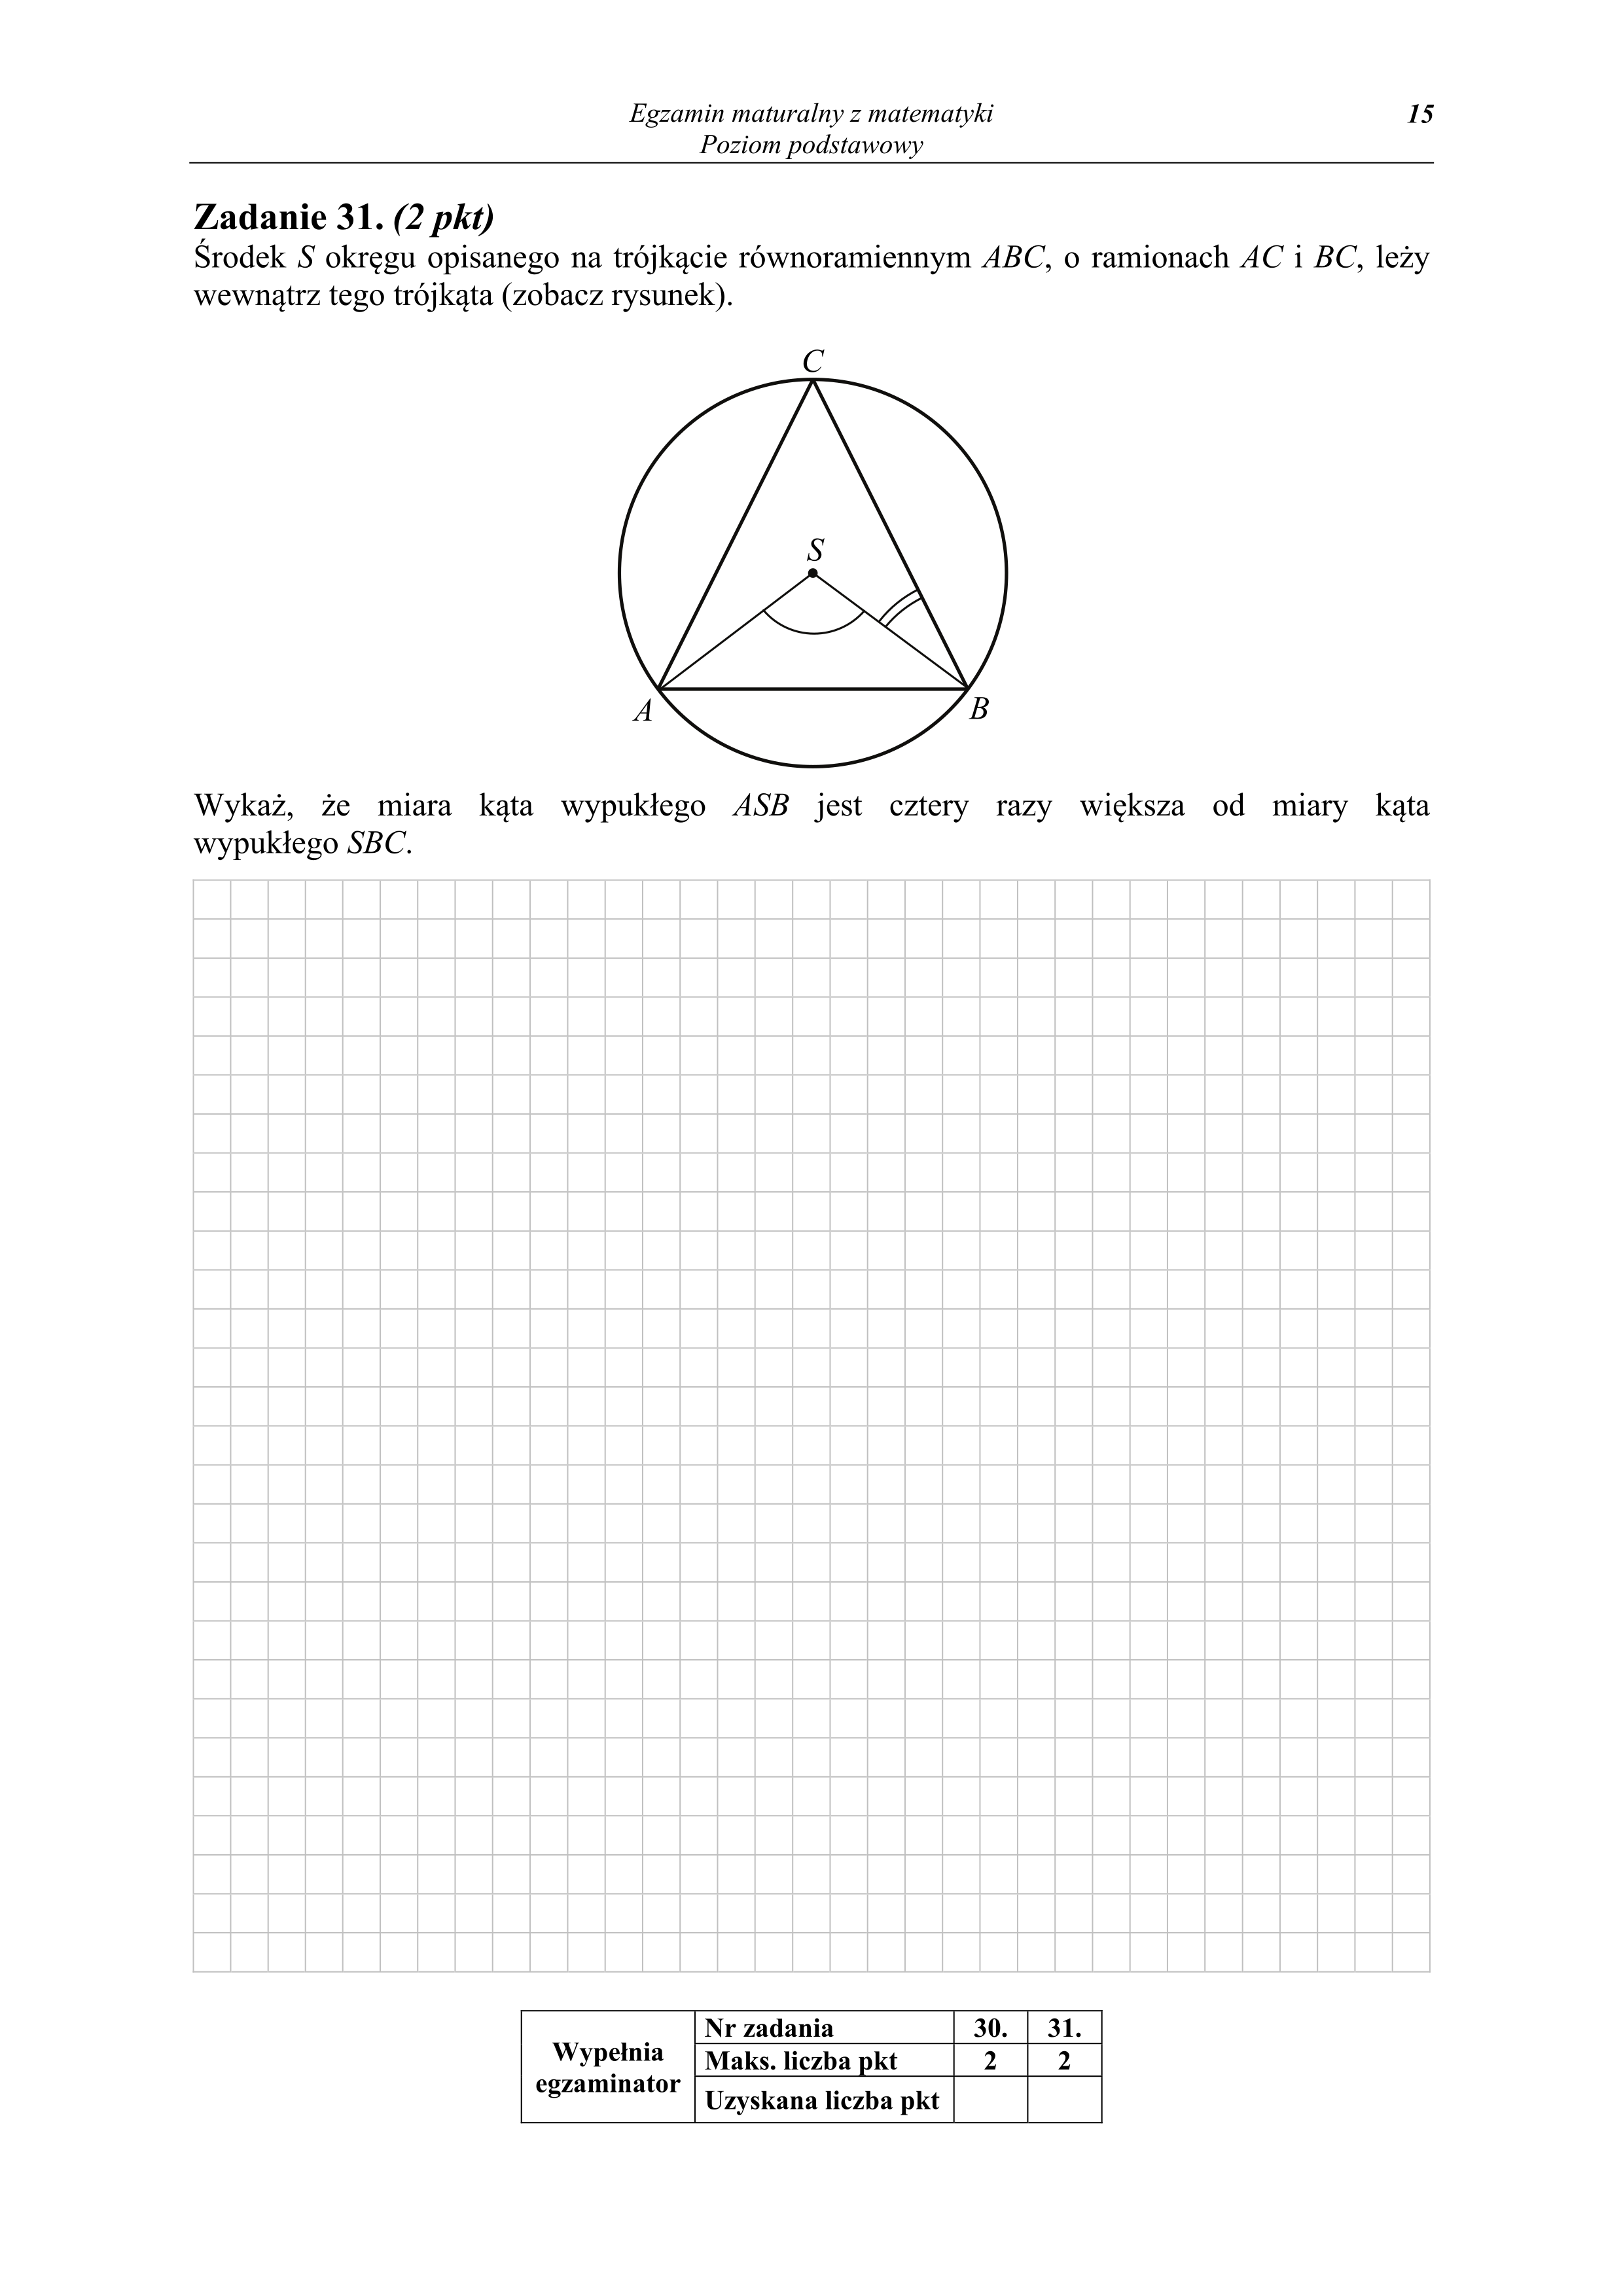 Egzamin maturalny z matematyki
Poziom podstawowy
15
Zadanie 31. (2 pkt)
Środek S okręgu opisanego na trójkącie równoramiennym ABC, o ramionach AC i BC, leży
wewnątrz tego trójkąta (zobacz rysunek).
C
S
A
B
Wykaż, że miara kąta wypukłego ASB jest cztery razy większa od miary kąta
wypukłego SBC.
Wypełnia
egzaminator
Nr zadania 30. 31.
Maks. liczba pkt 2 2
Uzyskana liczba pkt